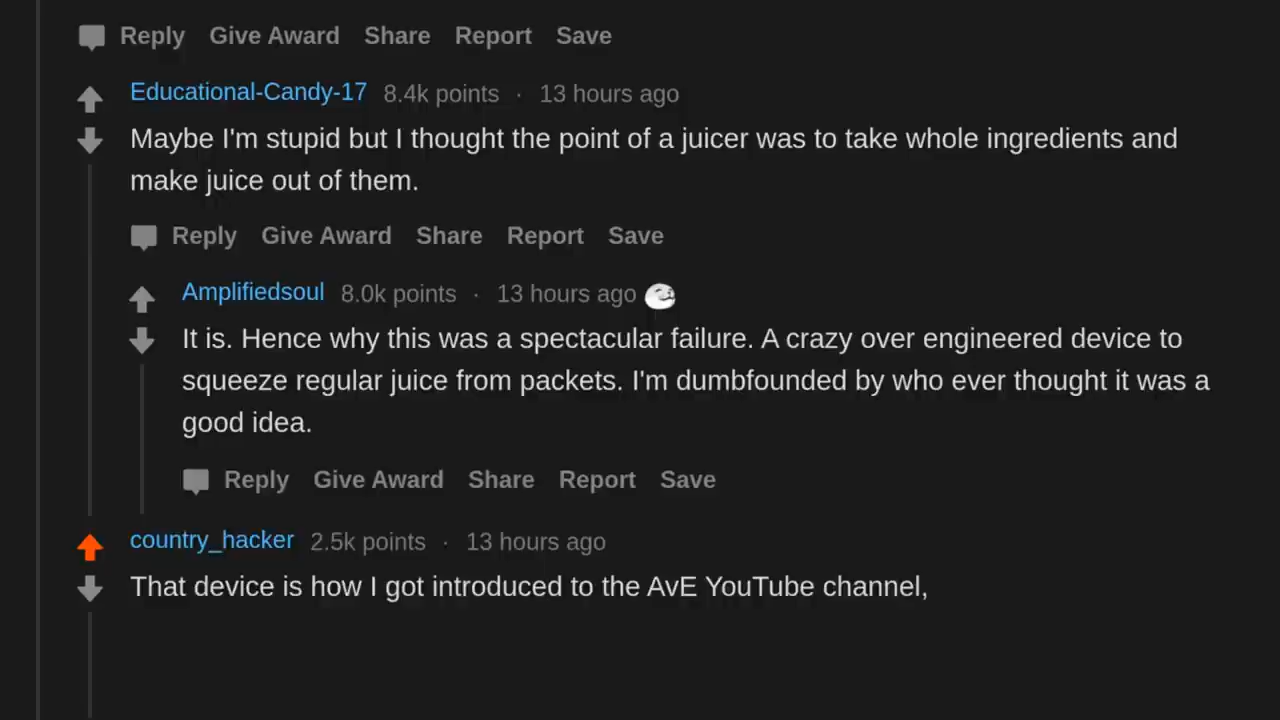 Reply Give Award Share Report Save
Educational-Candy-17 8.4k points · 13 hours ago
Maybe I'm stupid but I thought the point of a juicer was to take whole ingredients and
make juice out of them.
Reply Give Award Share Report Save
Amplifiedsoul 8.0k points · 13 hours ago
It is. Hence why this was a spectacular failure. A crazy over engineered device to
squeeze regular juice from packets. I'm dumbfounded by who ever thought it was a
good idea.
Reply Give Award Share Report Save
country_hacker 2.5k points · 13 hours ago
That device is how I got introduced to the AvE YouTube channel,